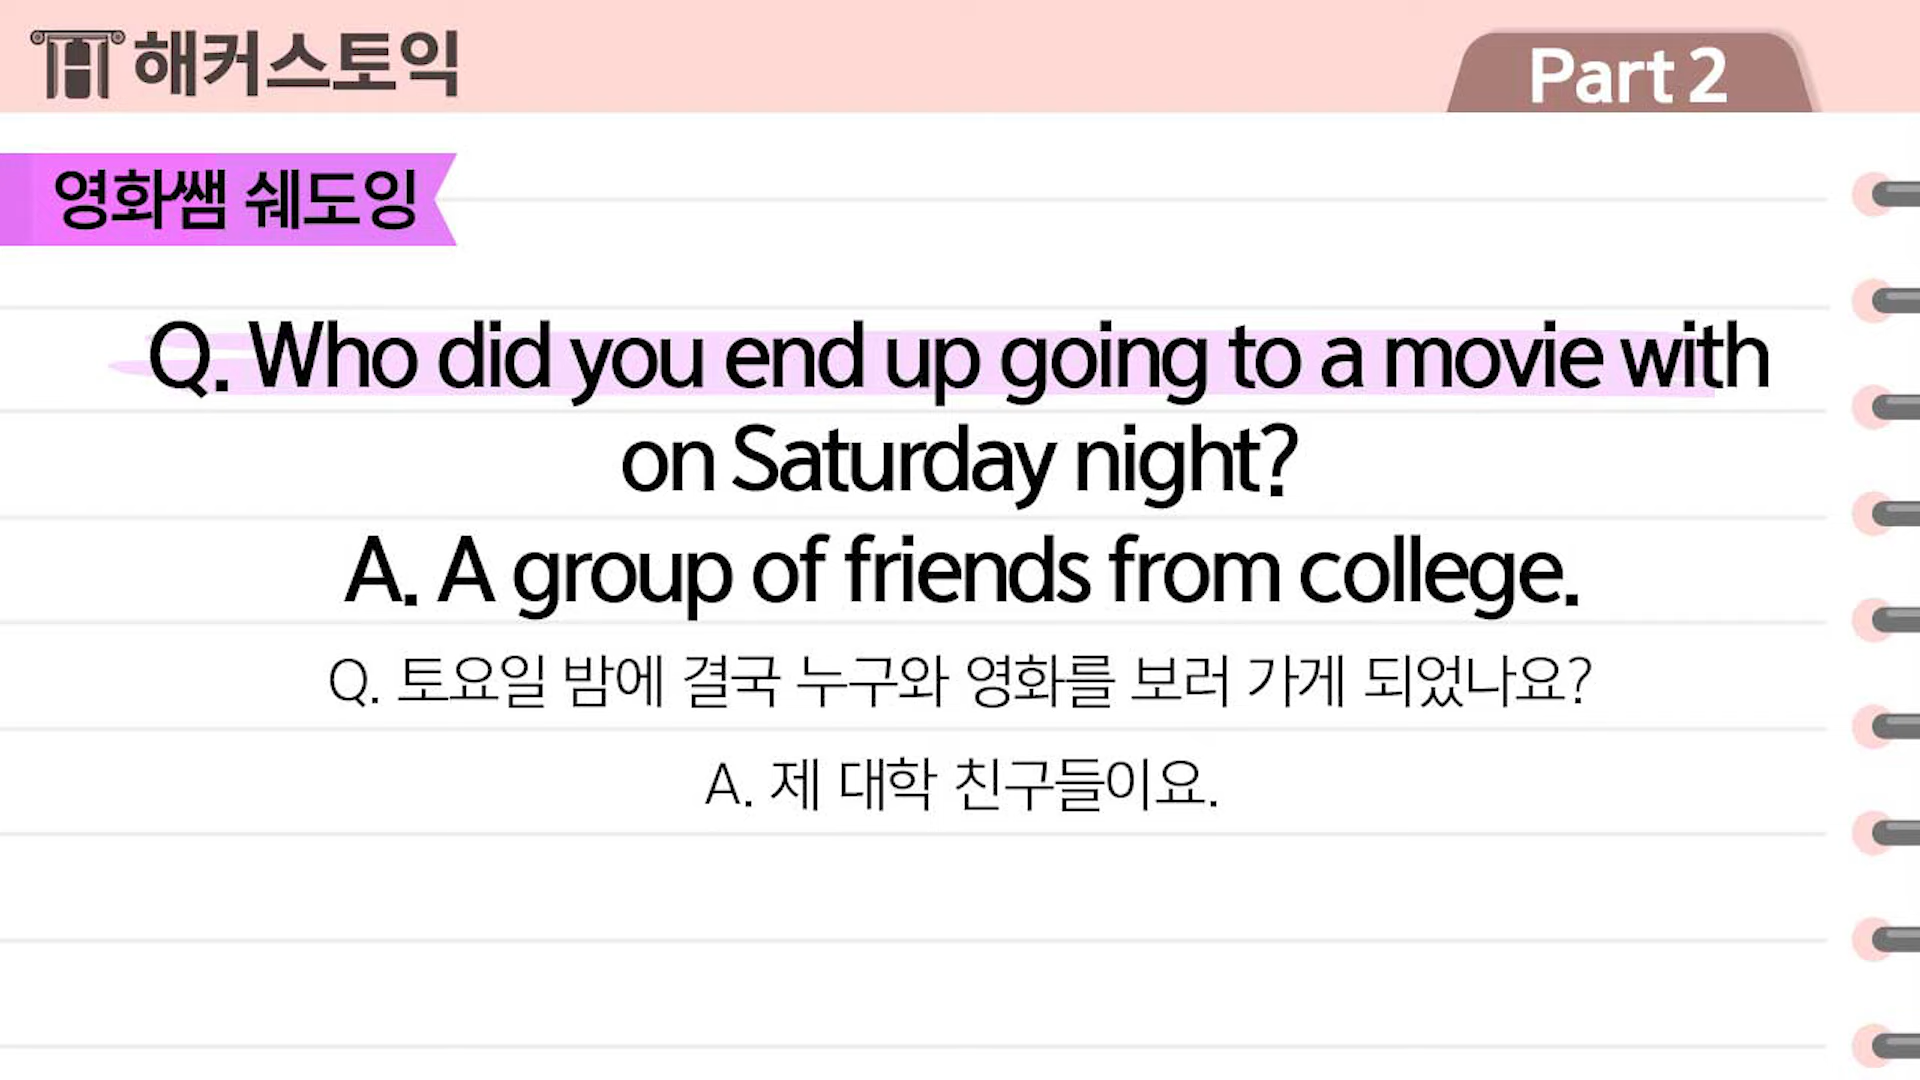 해커스토익
Part 2
영화쌤 쉐도잉
Q. Who did you end up going to a movie with
on Saturday night?
A. A group of friends from college.
Q. 토요일 밤에 결국 누구와 영화를 보러 가게 되었나요?
A. 제 대학 친구들이요.